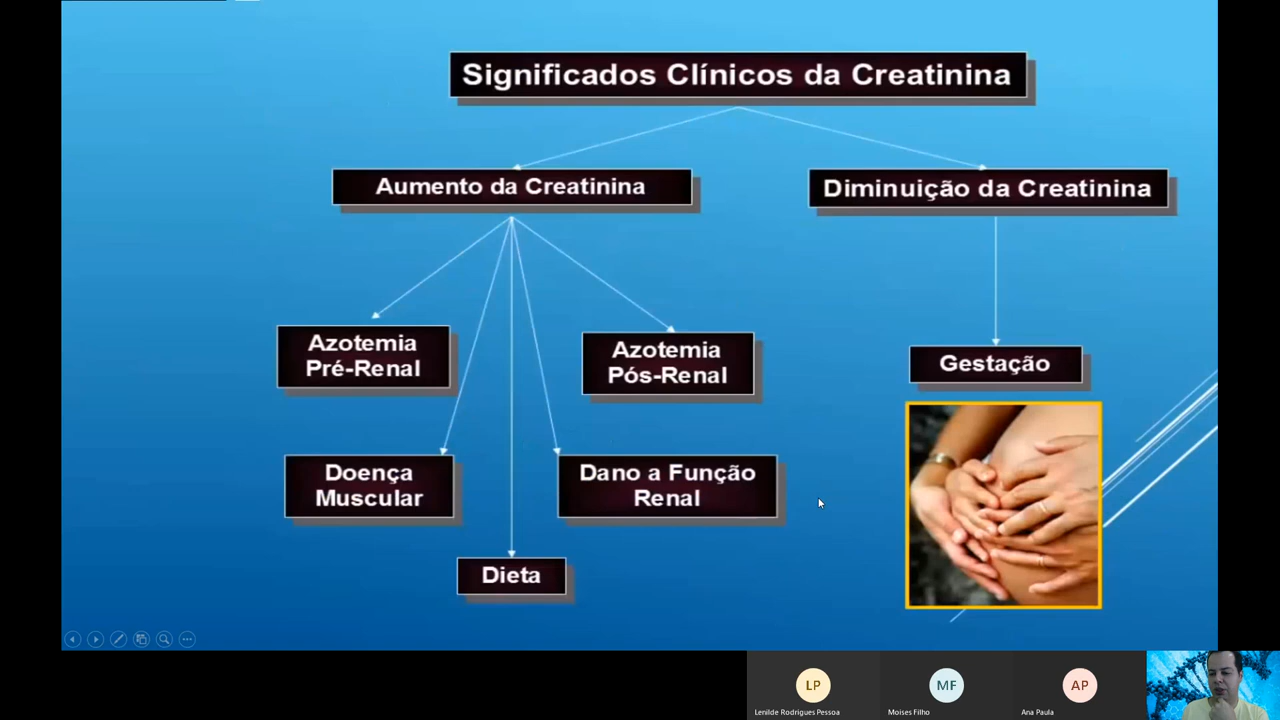 Significados Clínicos da Creatinina
Aumento da Creatinina
Diminuição da Creatinina
Azotemia
Pré-Renal
Azotemia
Pós-Renal
Gestação
Doença
Muscular
Dano a Função
Renal
Dieta
LP
MF
AP
Lenilde Rodrigues Pessoa
Moises Filho
Ana Paula